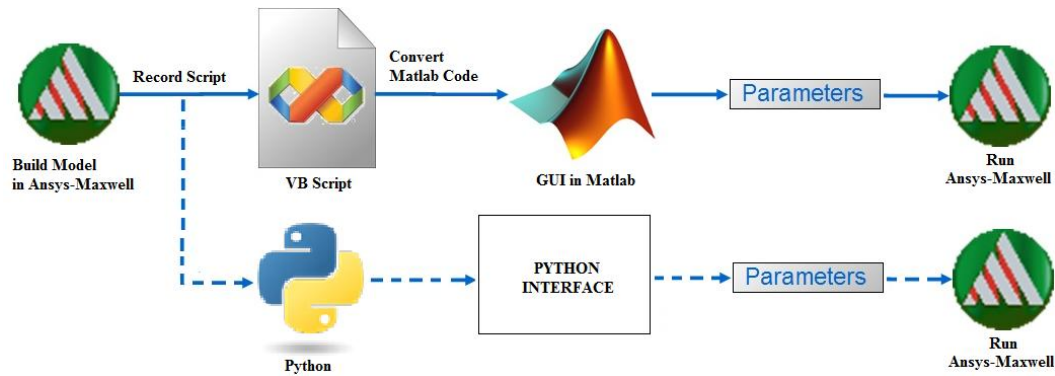 Record Script
Convert
Matlab Code
Parameters
Build Model
in Ansys-Maxwell
VB Script
GUI in Matlab
Run
Ansys-Maxwell
PYTHON
INTERFACE
Parameters
Python
Run
Ansys-Maxwell